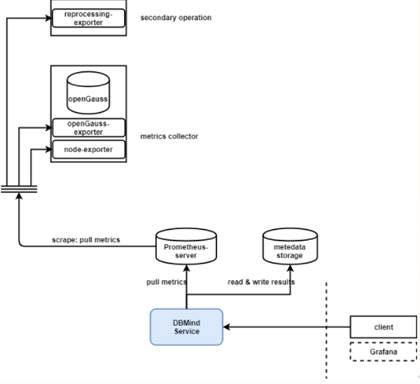 reprocessing-
exporter
secondary operation
openGauss
openGauss-
exporter
metrics collector
node-exporter
scrape: pull metrics
Prometheus-
server
metedata
storage
pull metrics
read & write results
DBMind
Service
client
Grafana